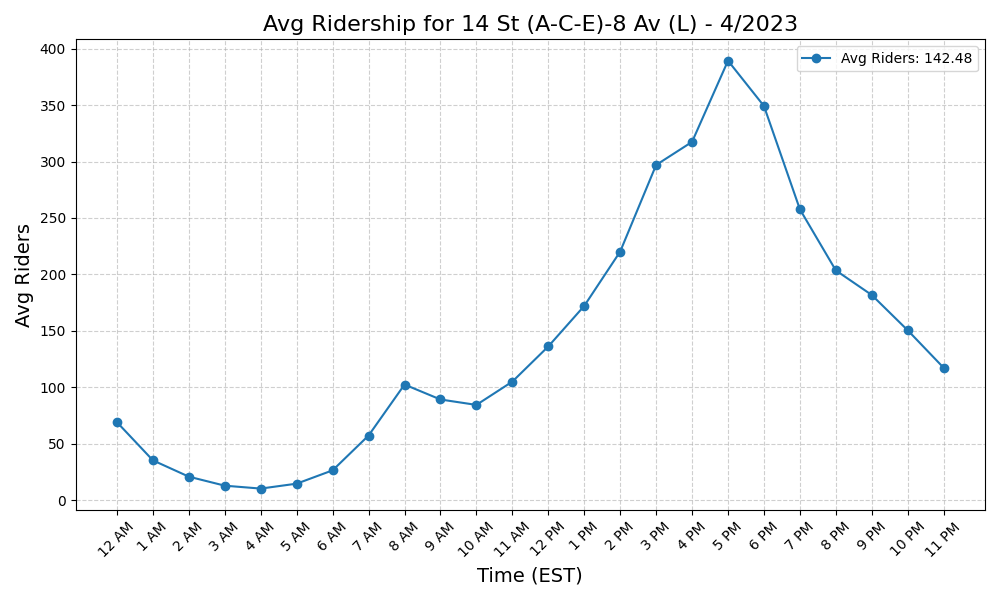 Avg Ridership for 14 St (A-C-E)-8 Av (L) - 4/2023
Avg Riders: 142.48
Avg Riders
400
350
300
250
200
150
100
50
0
12 AM
1 AM
2 AM
3 AM
4 AM
5 AM
6 AM
7 AM
8 AM
9 AM
10 AM
11 AM
12 PM
1 PM
2 PM
3 PM
4 PM
5 PM
6 PM
7 PM
8 PM
9 PM
10 PM
11 PM
Time (EST)